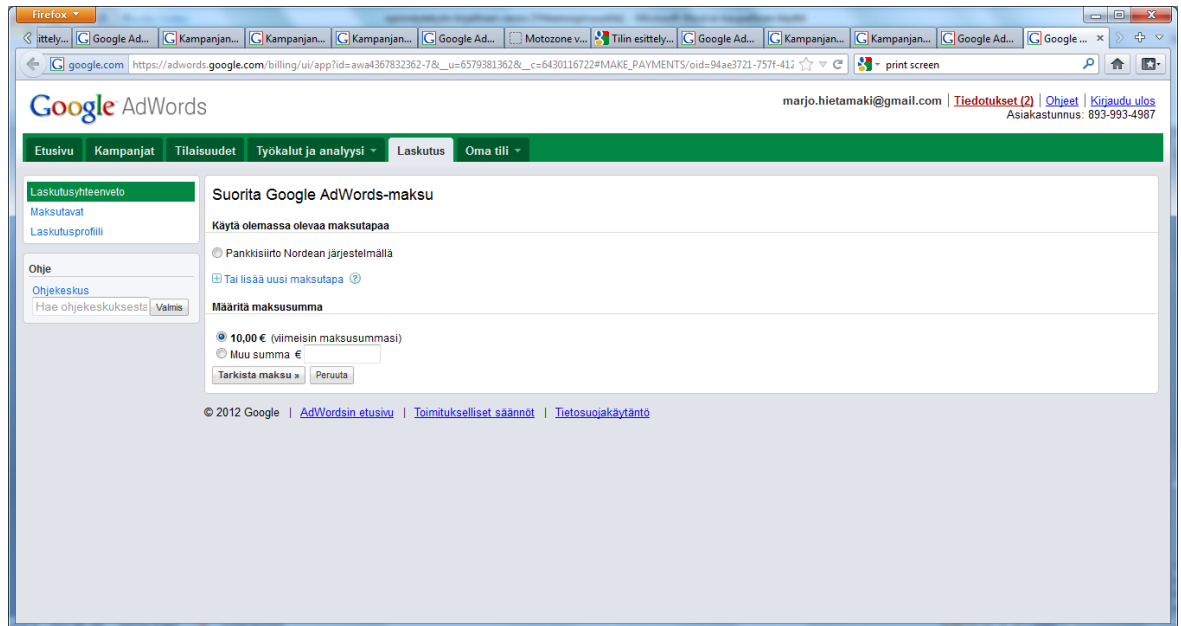 Firefox
ittely... Google Ad... Kampanjan... Kampanjan... Kampanjan... Google Ad... Motozone v... Tilin esittely... Google Ad... Kampanjan... Kampanjan... Google Ad... Google ...
google.com https://adwords.google.com/billing/ui/app?id=awa4367832362-7&__u=6579381362&__c=6430116722#MAKE_PAYMENTS/oid=94ae3721-757f-412 print screen
Google AdWords
marjo.hietamaki@gmail.com | Tiedotukset (2) | Ohjeet | Kirjaudu ulos
Asiakastunnus: 893-993-4987
Etusivu Kampanjat Tilaisuudet Työkalut ja analyysi Laskutus Oma tili
Laskutusyhteenveto
Maksutavat
Laskutusprofiili
Ohje
Ohjekeskus
Hae ohjekeskuksesta Valmis
Suorita Google AdWords-maksu
Käytä olemassa olevaa maksutapaa
Pankkisiirto Nordean järjestelmällä
Tai lisää uusi maksutapa ?
Määritä maksusumma
10,00 € (viimeisin maksusummasi)
Muu summa €
Tarkista maksu » Peruuta
© 2012 Google | AdWordsin etusivu | Toimitukselliset säännöt | Tietosuojakäytäntö